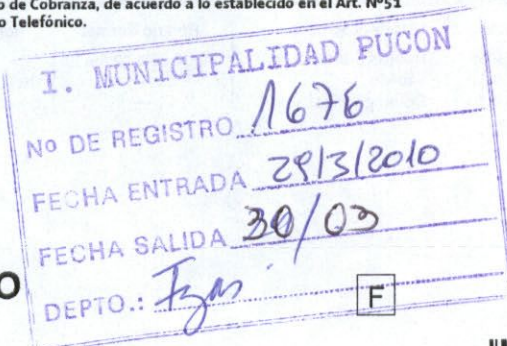 o de Cobranza, de acuerdo a lo establecido en el Art. Nº51
o Telefónico.
I. MUNICIPALIDAD PUCON
Nº DE REGISTRO 1676
FECHA ENTRADA 29/3/2010
FECHA SALIDA 30/03
DEPTO.:
O
F